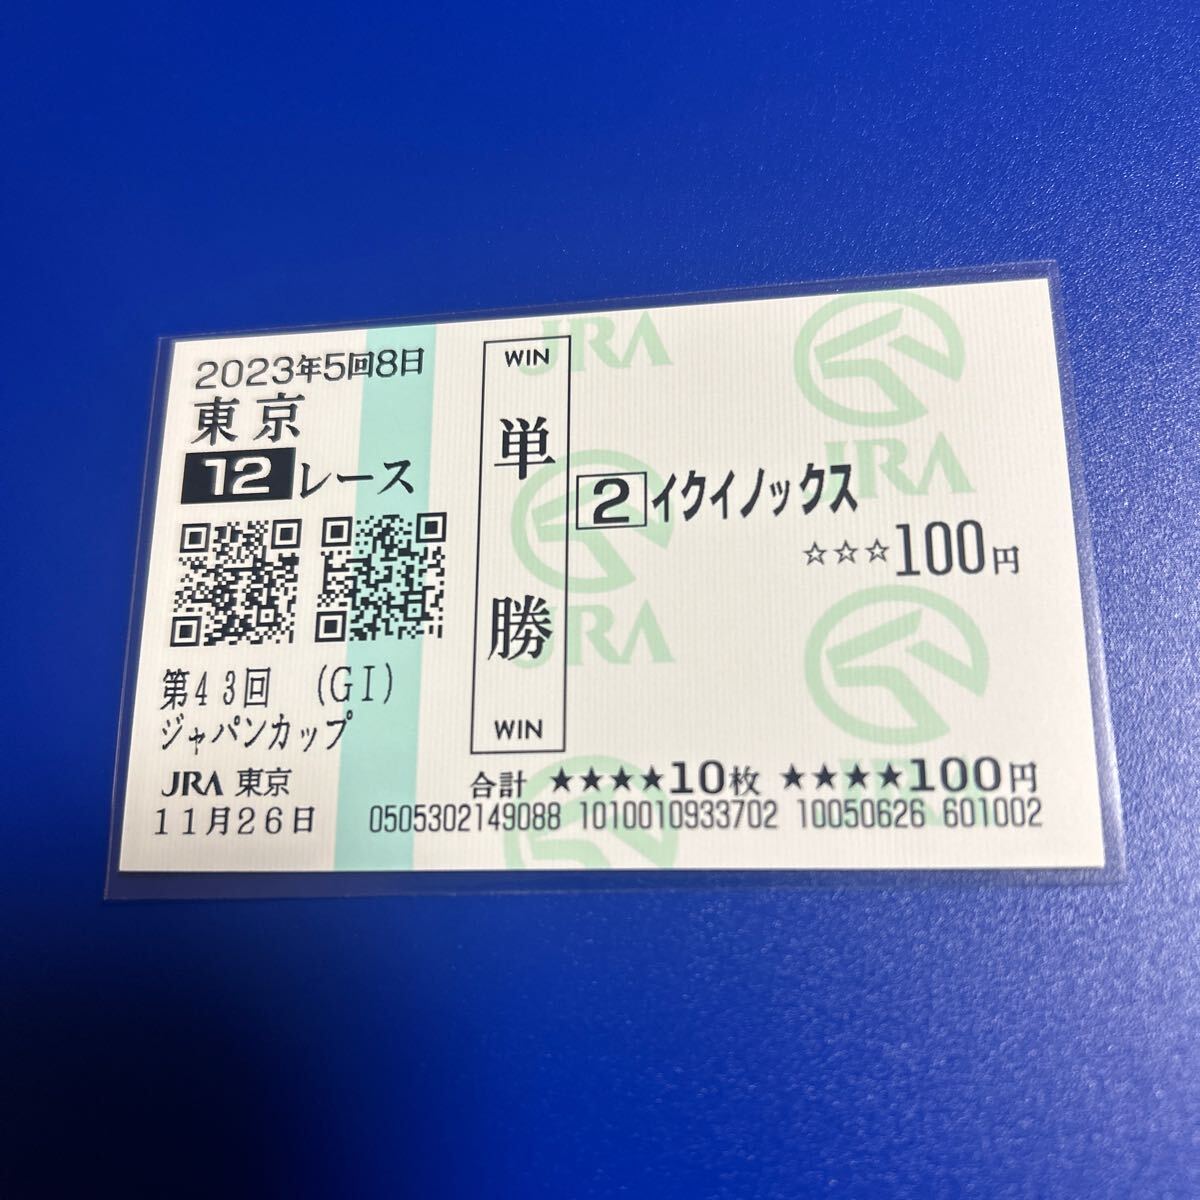 2023年5回8日
東京
12レース
第43回 (GI)
ジャパンカップ
JRA 東京
11月26日
WIN
単勝
WIN
2 イクイノックス
☆☆☆100円
合計 ★★★★10枚 ★★★★100円
0505302149088 1010010933702 10050626 601002
JRA
JRA
JRA